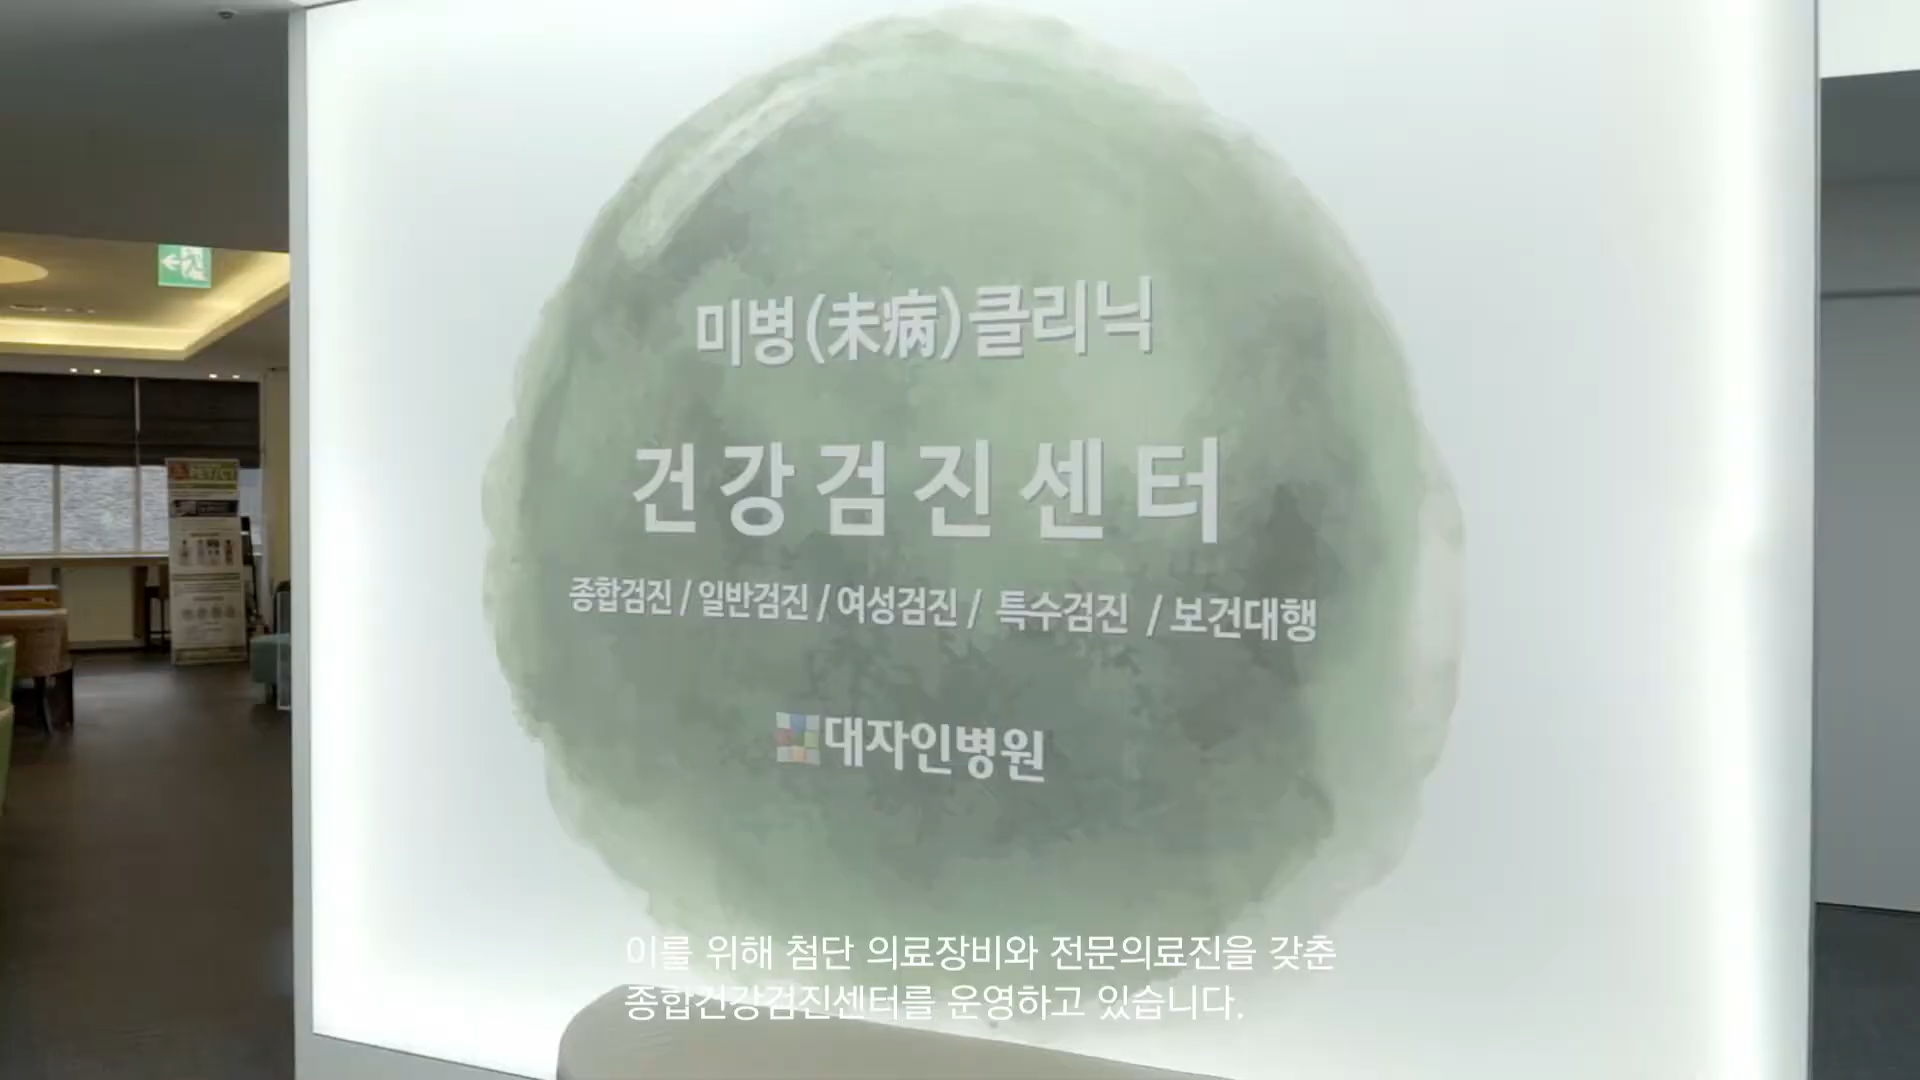 미병(未病)클리닉
건강검진센터
종합검진 / 일반검진 / 여성검진 / 특수검진 / 보건대행
대자인병원
PET/CT
이를 위해 첨단 의료장비와 전문의료진을 갖춘
종합건강검진센터를 운영하고 있습니다.